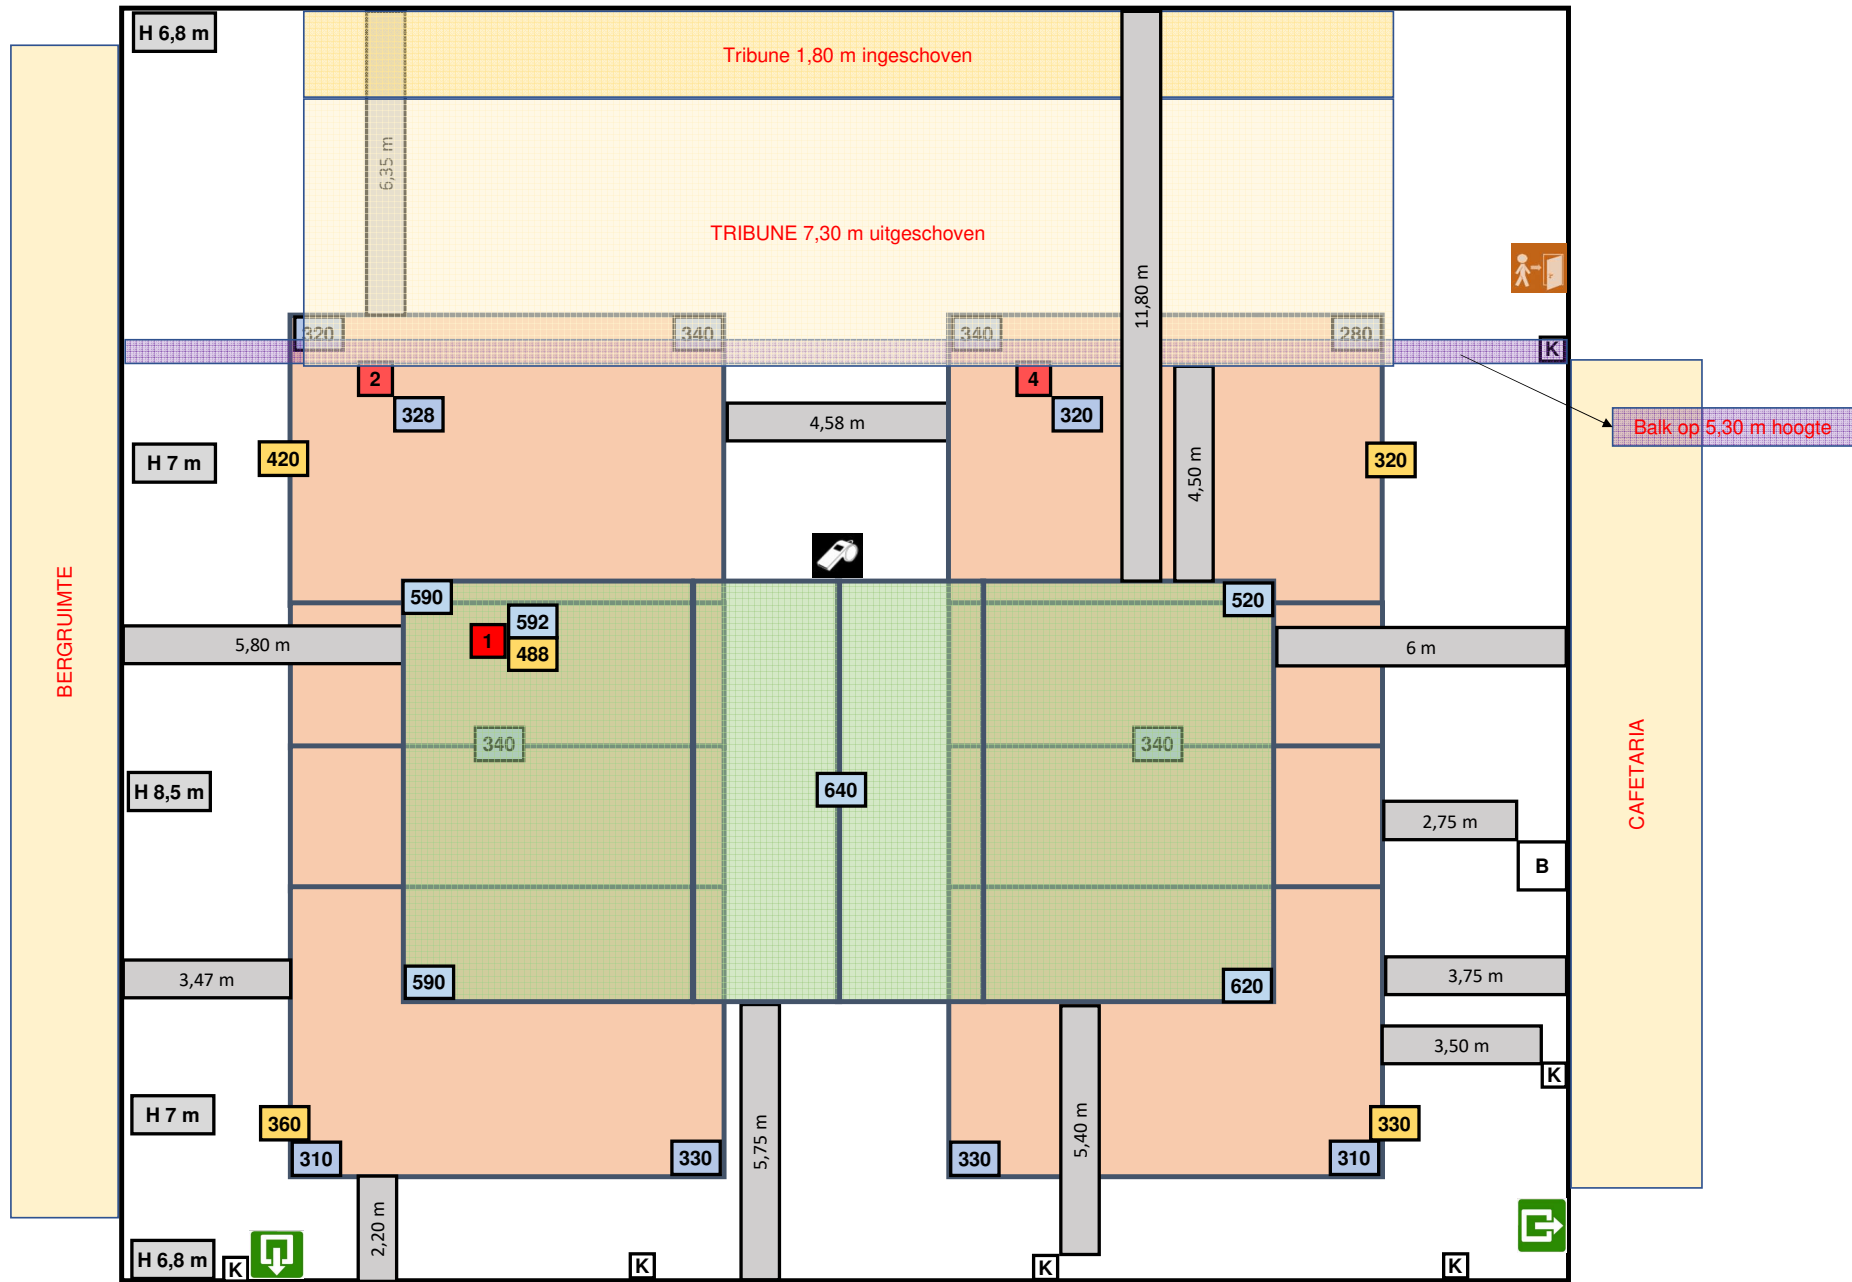 H 6,8 m
Tribune 1,80 m ingeschoven
6,35 m
TRIBUNE 7,30 m uitgeschoven
11,80 m
320
340
340
280
K
2
328
4
320
4,58 m
Balk op 5,30 m hoogte
420
H 7 m
320
4,50 m
590
520
592
1
488
5,80 m
6 m
BERGRUIMTE
340
340
CAFETARIA
H 8,5 m
640
2,75 m
B
3,47 m
590
620
3,75 m
3,50 m
K
H 7 m
360
310
330
5,75 m
5,40 m
330
310
330
2,20 m
H 6,8 m
K
K
K
K